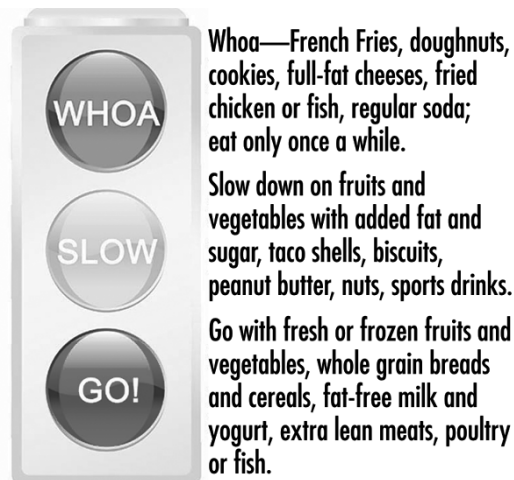 WHOA
Whoa—French Fries, doughnuts,
cookies, full-fat cheeses, fried
chicken or fish, regular soda;
eat only once a while.
SLOW
Slow down on fruits and
vegetables with added fat and
sugar, taco shells, biscuits,
peanut butter, nuts, sports drinks.
GO!
Go with fresh or frozen fruits and
vegetables, whole grain breads
and cereals, fat-free milk and
yogurt, extra lean meats, poultry
or fish.